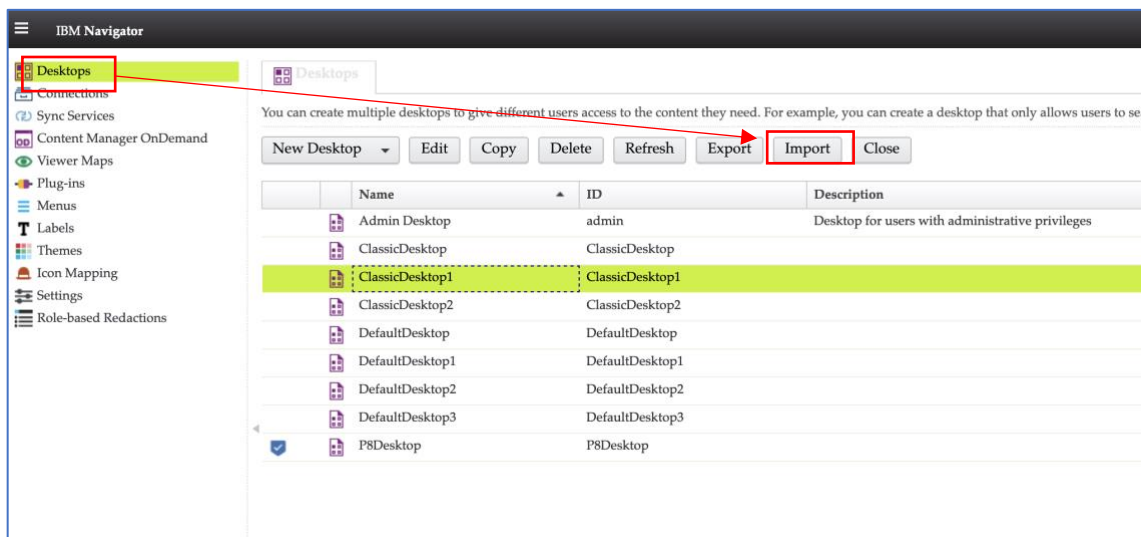 IBM Navigator
Desktops
Connections
Sync Services
Content Manager OnDemand
Viewer Maps
Plug-ins
Menus
T Labels
Themes
Icon Mapping
Settings
Role-based Redactions
Desktops
You can create multiple desktops to give different users access to the content they need. For example, you can create a desktop that only allows users to se
New Desktop Edit Copy Delete Refresh Export Import Close
Name ID Description
Admin Desktop admin Desktop for users with administrative privileges
ClassicDesktop ClassicDesktop
ClassicDesktop1 ClassicDesktop1
ClassicDesktop2 ClassicDesktop2
DefaultDesktop DefaultDesktop
DefaultDesktop1 DefaultDesktop1
DefaultDesktop2 DefaultDesktop2
DefaultDesktop3 DefaultDesktop3
P8Desktop P8Desktop